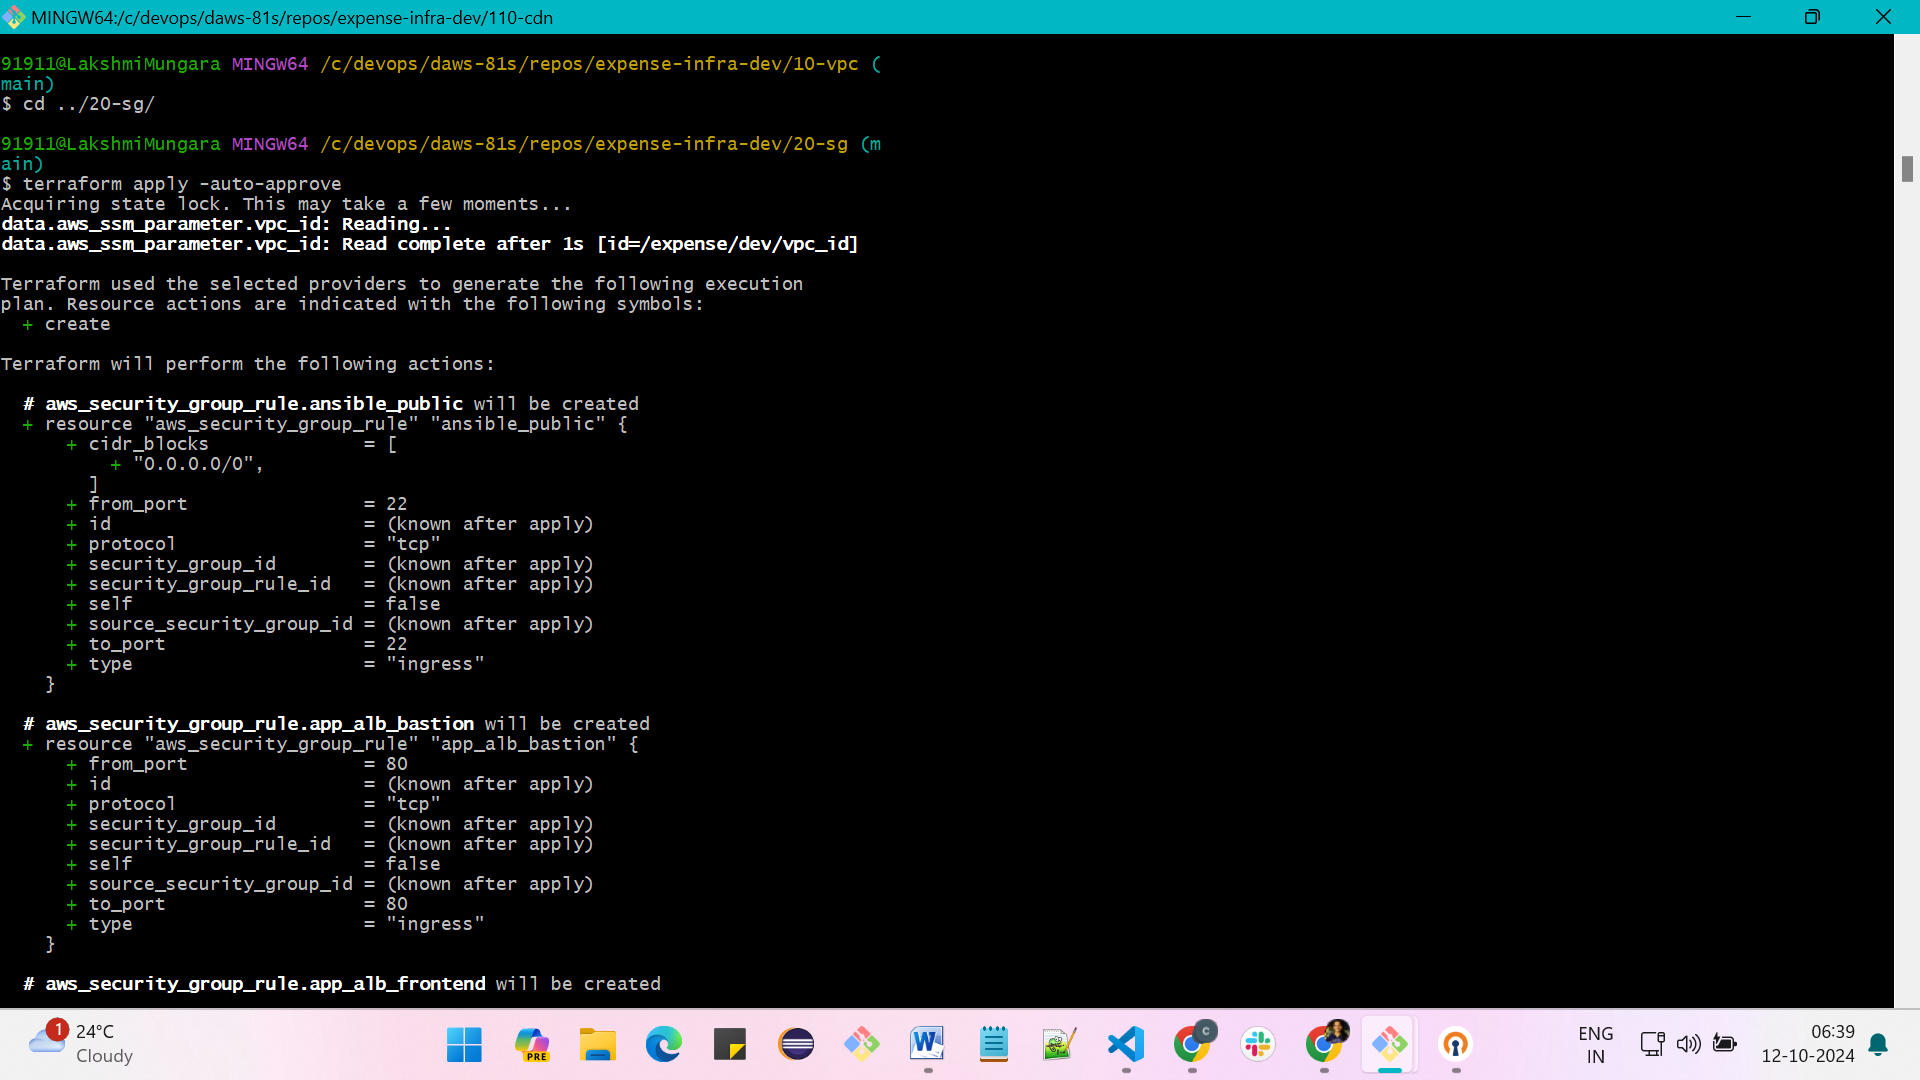 MINGW64:/c/devops/daws-81s/repos/expense-infra-dev/110-cdn
91911@LakshmiMungara MINGW64 /c/devops/daws-81s/repos/expense-infra-dev/10-vpc (
main)
$ cd ../20-sg/
91911@LakshmiMungara MINGW64 /c/devops/daws-81s/repos/expense-infra-dev/20-sg (m
ain)
$ terraform apply -auto-approve
Acquiring state lock. This may take a few moments...
data.aws_ssm_parameter.vpc_id: Reading...
data.aws_ssm_parameter.vpc_id: Read complete after 1s [id=/expense/dev/vpc_id]
Terraform used the selected providers to generate the following execution
plan. Resource actions are indicated with the following symbols:
  + create
Terraform will perform the following actions:
  # aws_security_group_rule.ansible_public will be created
  + resource "aws_security_group_rule" "ansible_public" {
      + cidr_blocks              = [
          + "0.0.0.0/0",
        ]
      + from_port                = 22
      + id                       = (known after apply)
      + protocol                 = "tcp"
      + security_group_id        = (known after apply)
      + security_group_rule_id   = (known after apply)
      + self                     = false
      + source_security_group_id = (known after apply)
      + to_port                  = 22
      + type                     = "ingress"
    }
  # aws_security_group_rule.app_alb_bastion will be created
  + resource "aws_security_group_rule" "app_alb_bastion" {
      + from_port                = 80
      + id                       = (known after apply)
      + protocol                 = "tcp"
      + security_group_id        = (known after apply)
      + security_group_rule_id   = (known after apply)
      + self                     = false
      + source_security_group_id = (known after apply)
      + to_port                  = 80
      + type                     = "ingress"
    }
  # aws_security_group_rule.app_alb_frontend will be created
1
24°C
Cloudy
PRE
W
C
ENG
IN
06:39
12-10-2024